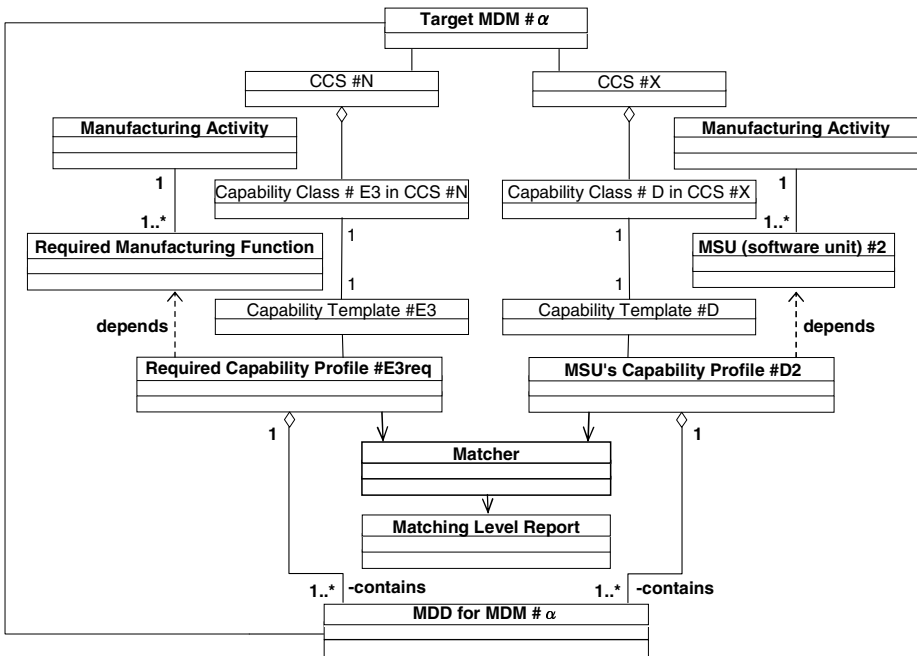 Target MDM # α
CCS #N
CCS #X
Manufacturing Activity
Manufacturing Activity
1
1
Capability Class # E3 in CCS #N
Capability Class # D in CCS #X
1..*
1..*
1
1
Required Manufacturing Function
MSU (software unit) #2
1
1
Capability Template #E3
Capability Template #D
depends
depends
Required Capability Profile #E3req
MSU's Capability Profile #D2
1
1
Matcher
Matching Level Report
1..*
-contains
1..*
-contains
MDD for MDM # α